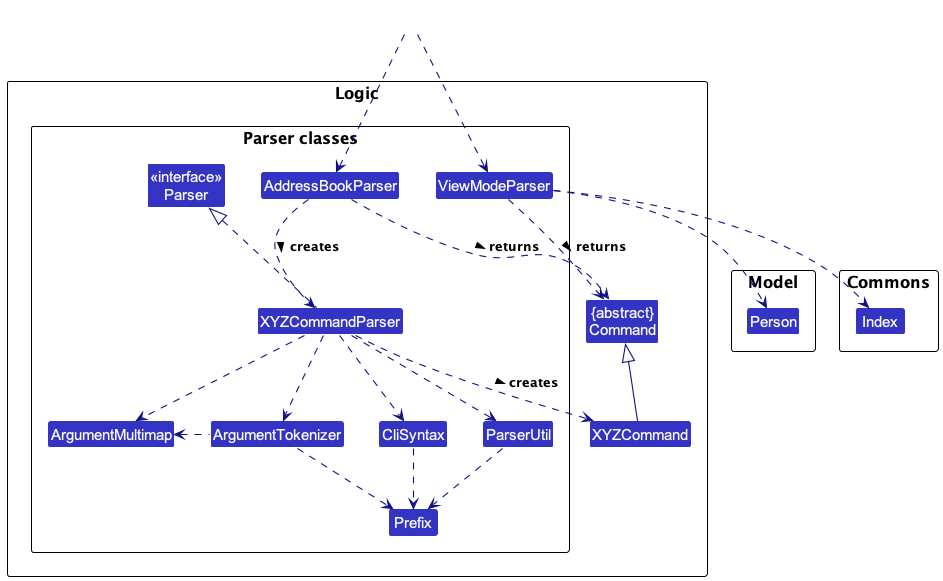 Logic
Parser classes
«interface»
Parser
AddressBookParser
ViewModeParser
creates
returns
returns
Model
Commons
{abstract}
Command
XYZCommandParser
Person
Index
creates
ArgumentMultimap
ArgumentTokenizer
CliSyntax
ParserUtil
XYZCommand
Prefix